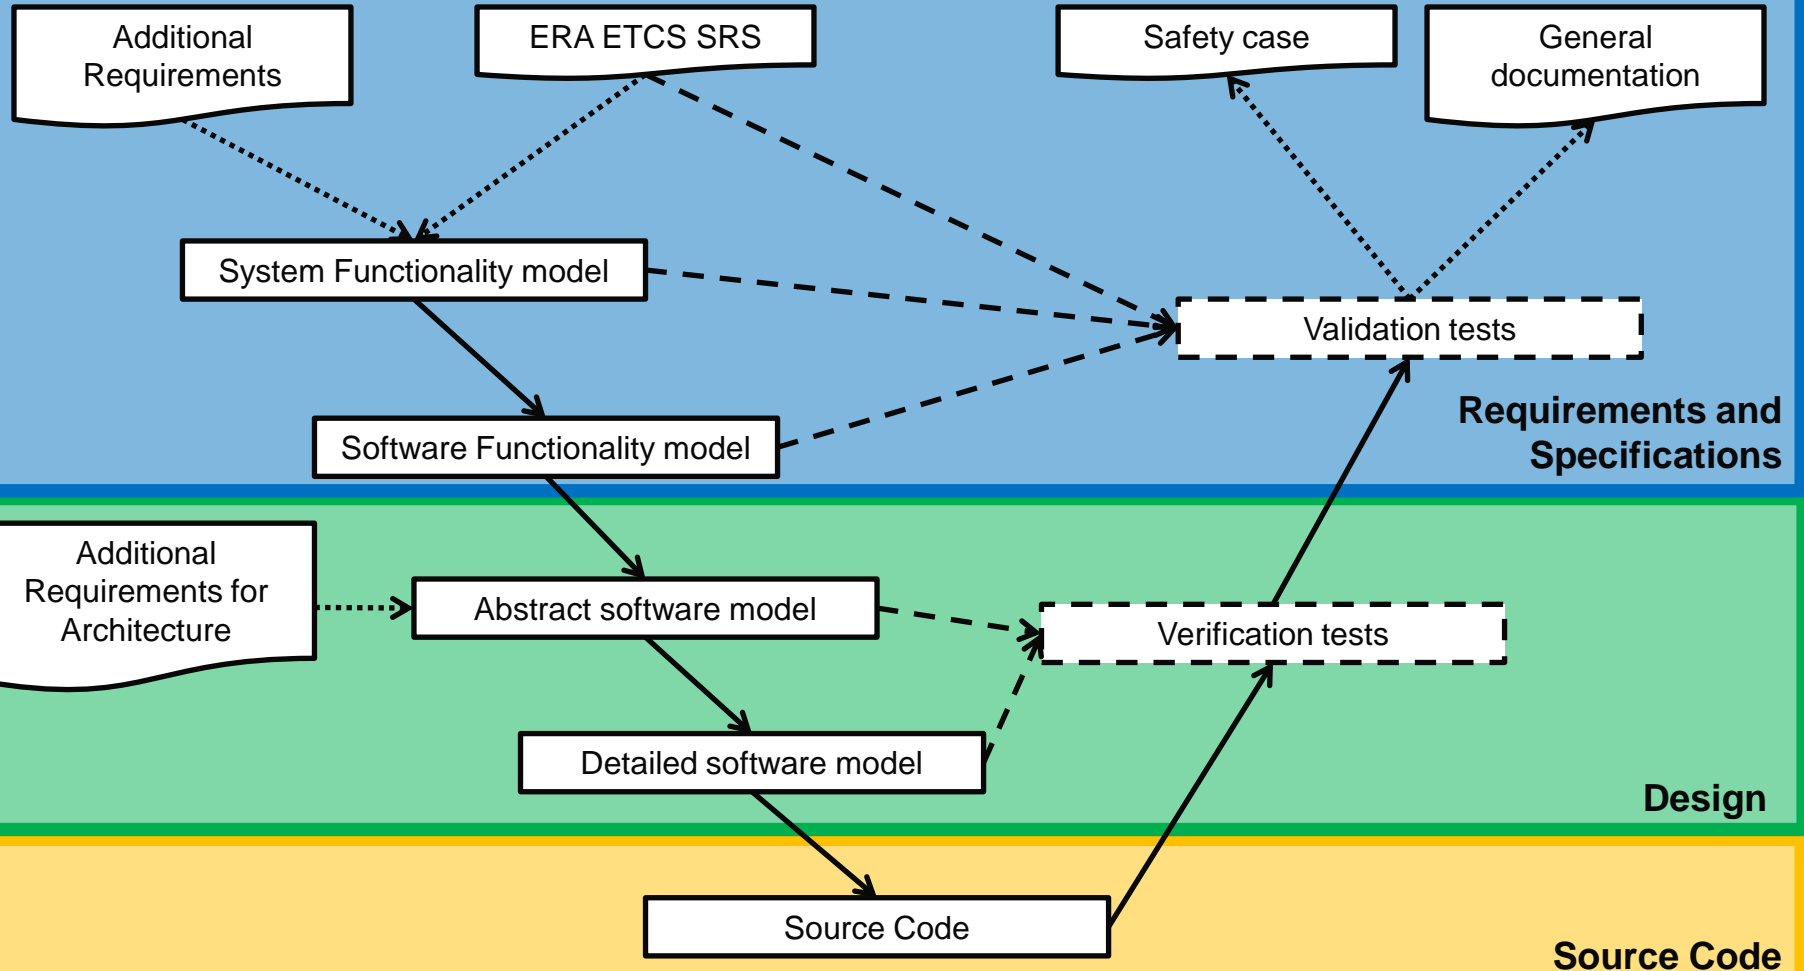 Additional
Requirements
ERA ETCS SRS
Safety case
General
documentation
System Functionality model
Validation tests
Requirements and
Specifications
Software Functionality model
Additional
Requirements for
Architecture
Abstract software model
Verification tests
Detailed software model
Design
Source Code
Source Code